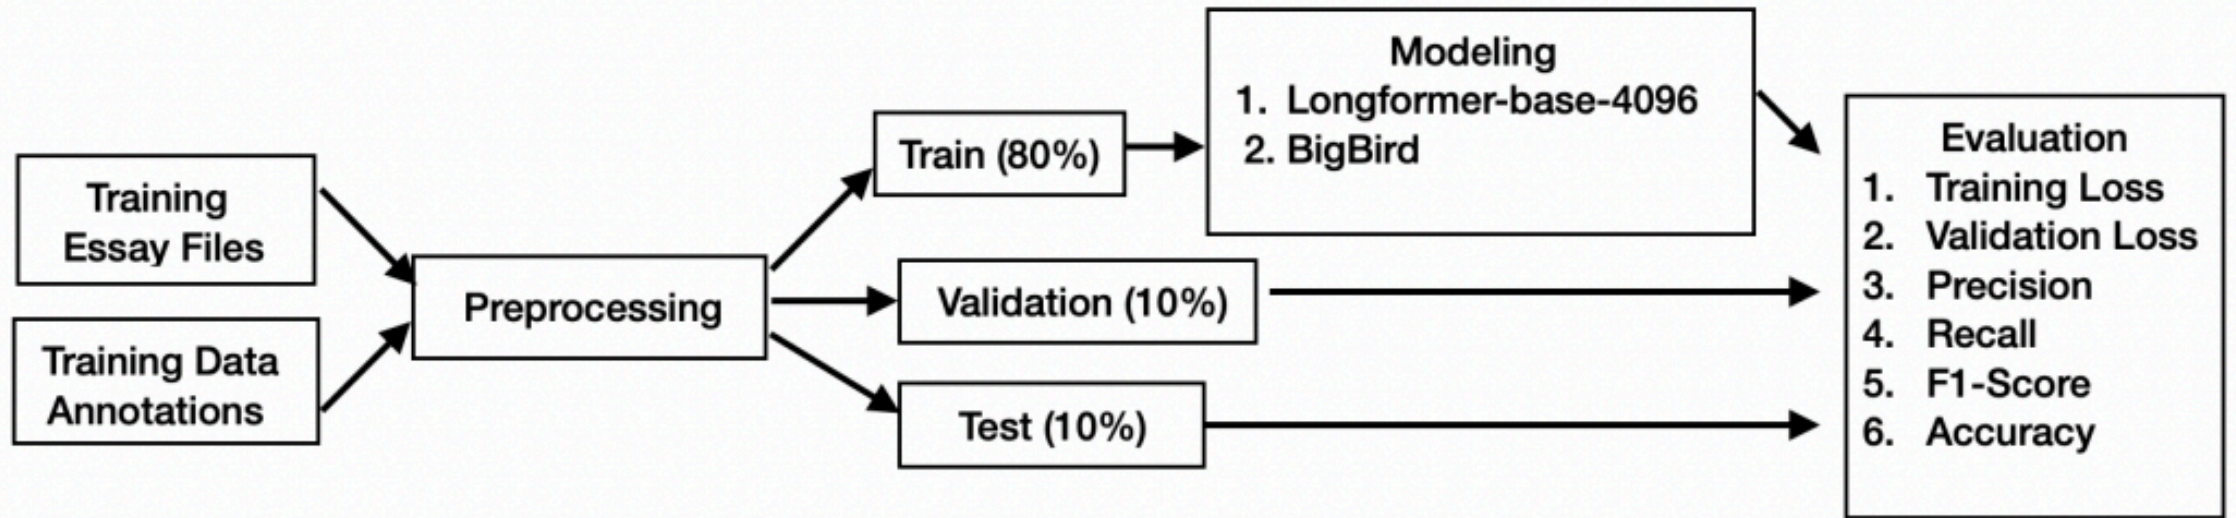 Training
Essay Files
Training Data
Annotations
Preprocessing
Train (80%)
Validation (10%)
Test (10%)
Modeling
1. Longformer-base-4096
2. BigBird
Evaluation
1. Training Loss
2. Validation Loss
3. Precision
4. Recall
5. F1-Score
6. Accuracy